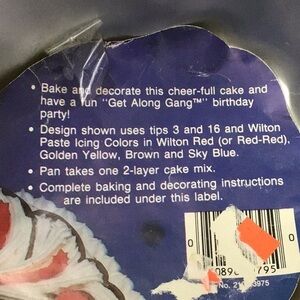 • Bake and decorate this cheer-full cake and
have a fun "Get Along Gang™" birthday
party!
• Design shown uses tips 3 and 16 and Wilton
Paste Icing Colors in Wilton Red (or Red-Red),
Golden Yellow, Brown and Sky Blue.
• Pan takes one 2-layer cake mix.
• Complete baking and decorating instructions
are included under this label.
No.